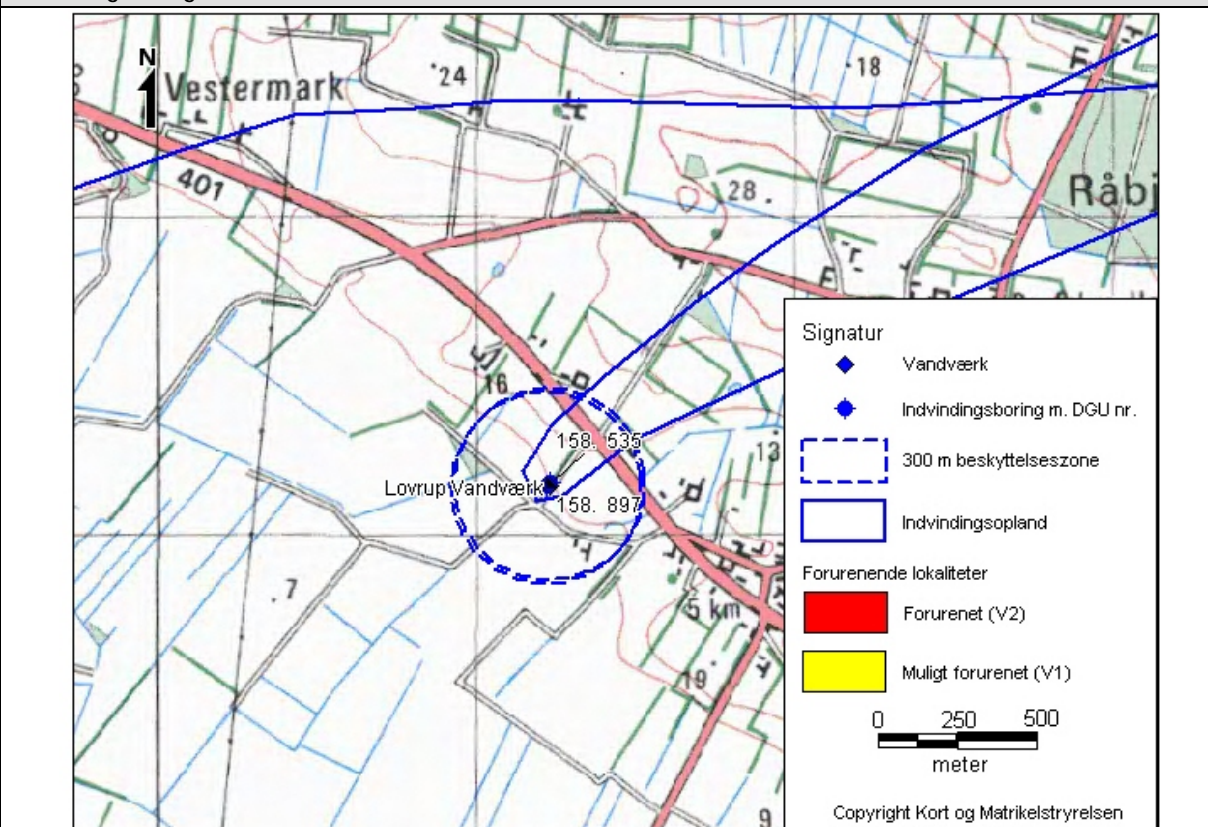 N
Vestermark
24
18
401
28.
Råbj
16
158. 535
Lovrup Vandværk
158. 897
13
7
5 km
19
9
Signatur
Vandværk
Indvindingsboring m. DGU nr.
300 m beskyttelseszone
Indvindingsopland
Forurenende lokaliteter
Forurenet (V2)
Muligt forurenet (V1)
0 250 500
meter
Copyright Kort og Matrikelstryrelsen